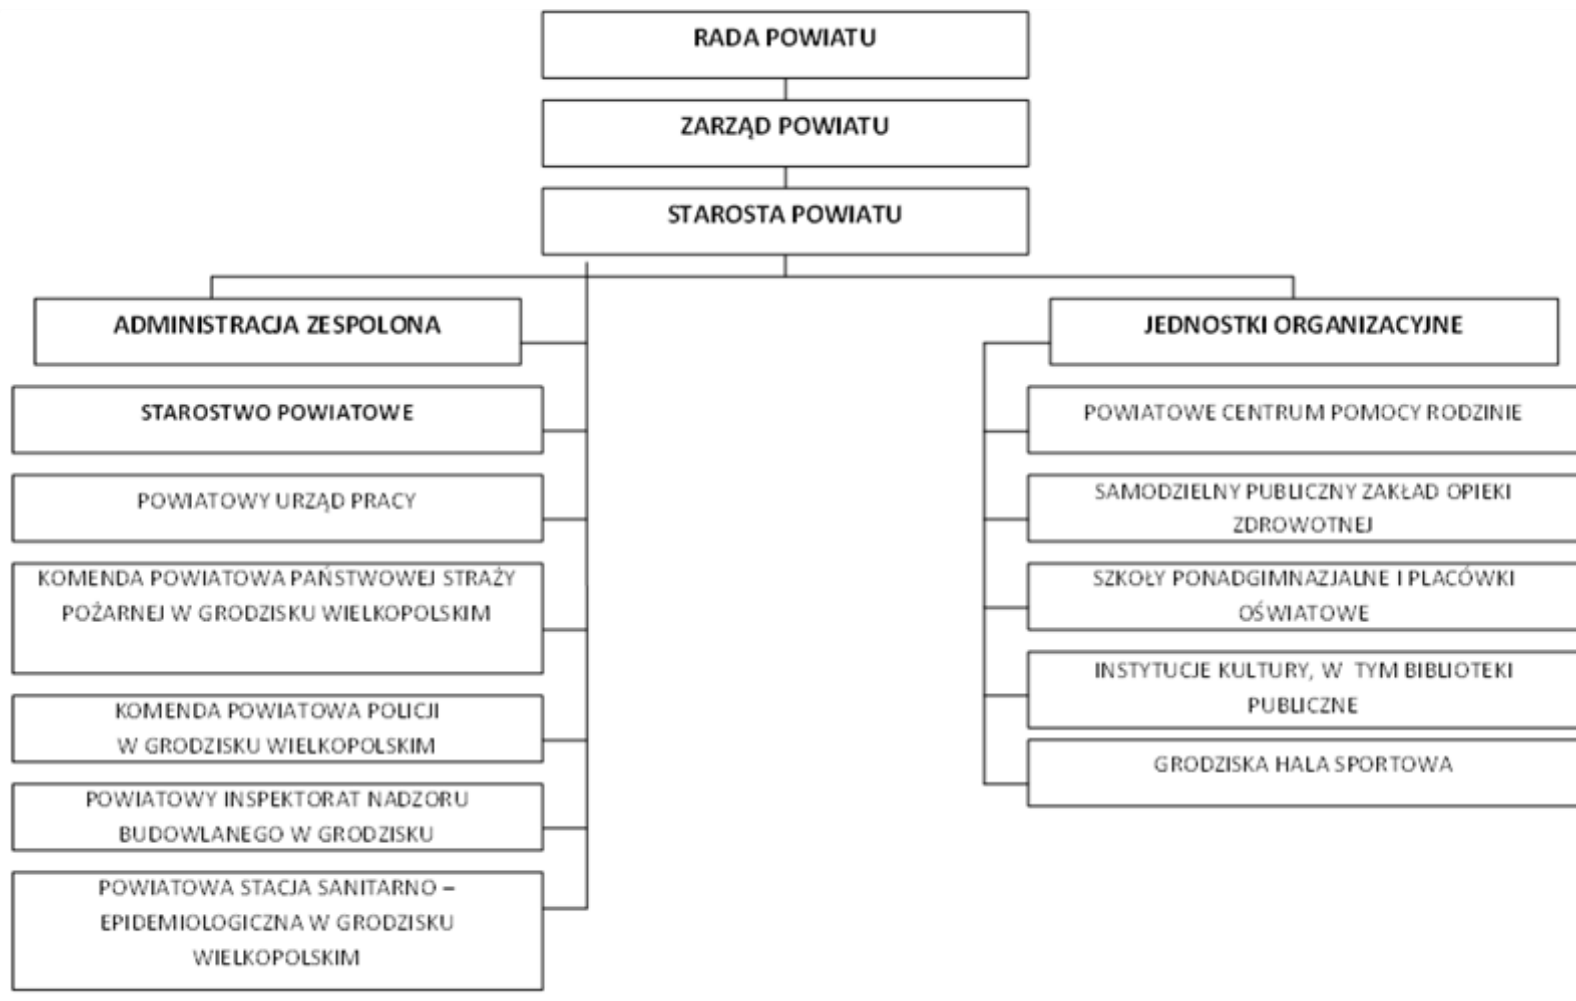 RADA POWIATU
ZARZĄD POWIATU
STAROSTA POWIATU
ADMINISTRACJA ZESPOLONA
STAROSTWO POWIATOWE
POWIATOWY URZĄD PRACY
KOMENDA POWIATOWA PAŃSTWOWEJ STRAŻY
POŻARNEJ W GRODZISKU WIELKOPOLSKIM
KOMENDA POWIATOWA POLICJI
W GRODZISKU WIELKOPOLSKIM
POWIATOWY INSPEKTORAT NADZORU
BUDOWLANEGO W GRODZISKU
POWIATOWA STACJA SANITARNO –
EPIDEMIOLOGICZNA W GRODZISKU
WIELKOPOLSKIM
JEDNOSTKI ORGANIZACYJNE
POWIATOWE CENTRUM POMOCY RODZINIE
SAMODZIELNY PUBLICZNY ZAKŁAD OPIEKI
ZDROWOTNEJ
SZKOŁY PONADGIMNAZJALNE I PLACÓWKI
OŚWIATOWE
INSTYTUCJE KULTURY, W TYM BIBLIOTEKI
PUBLICZNE
GRODZISKA HALA SPORTOWA